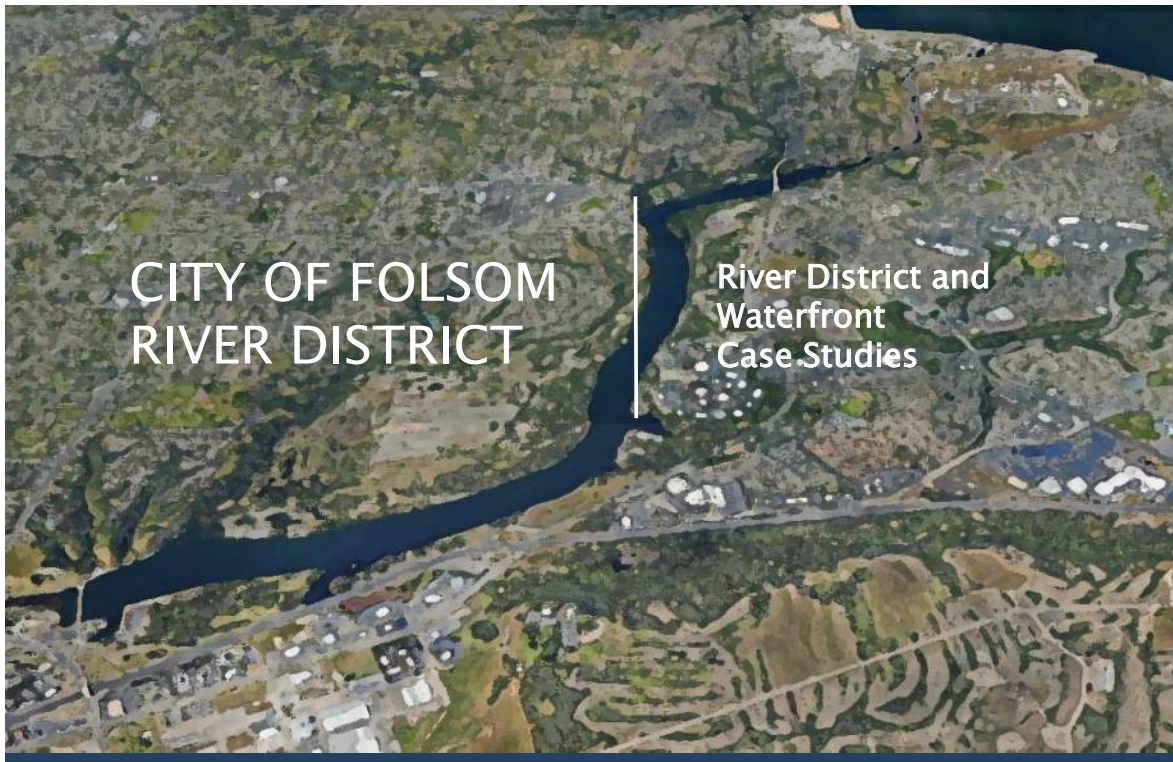 CITY OF FOLSOM
RIVER DISTRICT
River District and
Waterfront
Case Studies